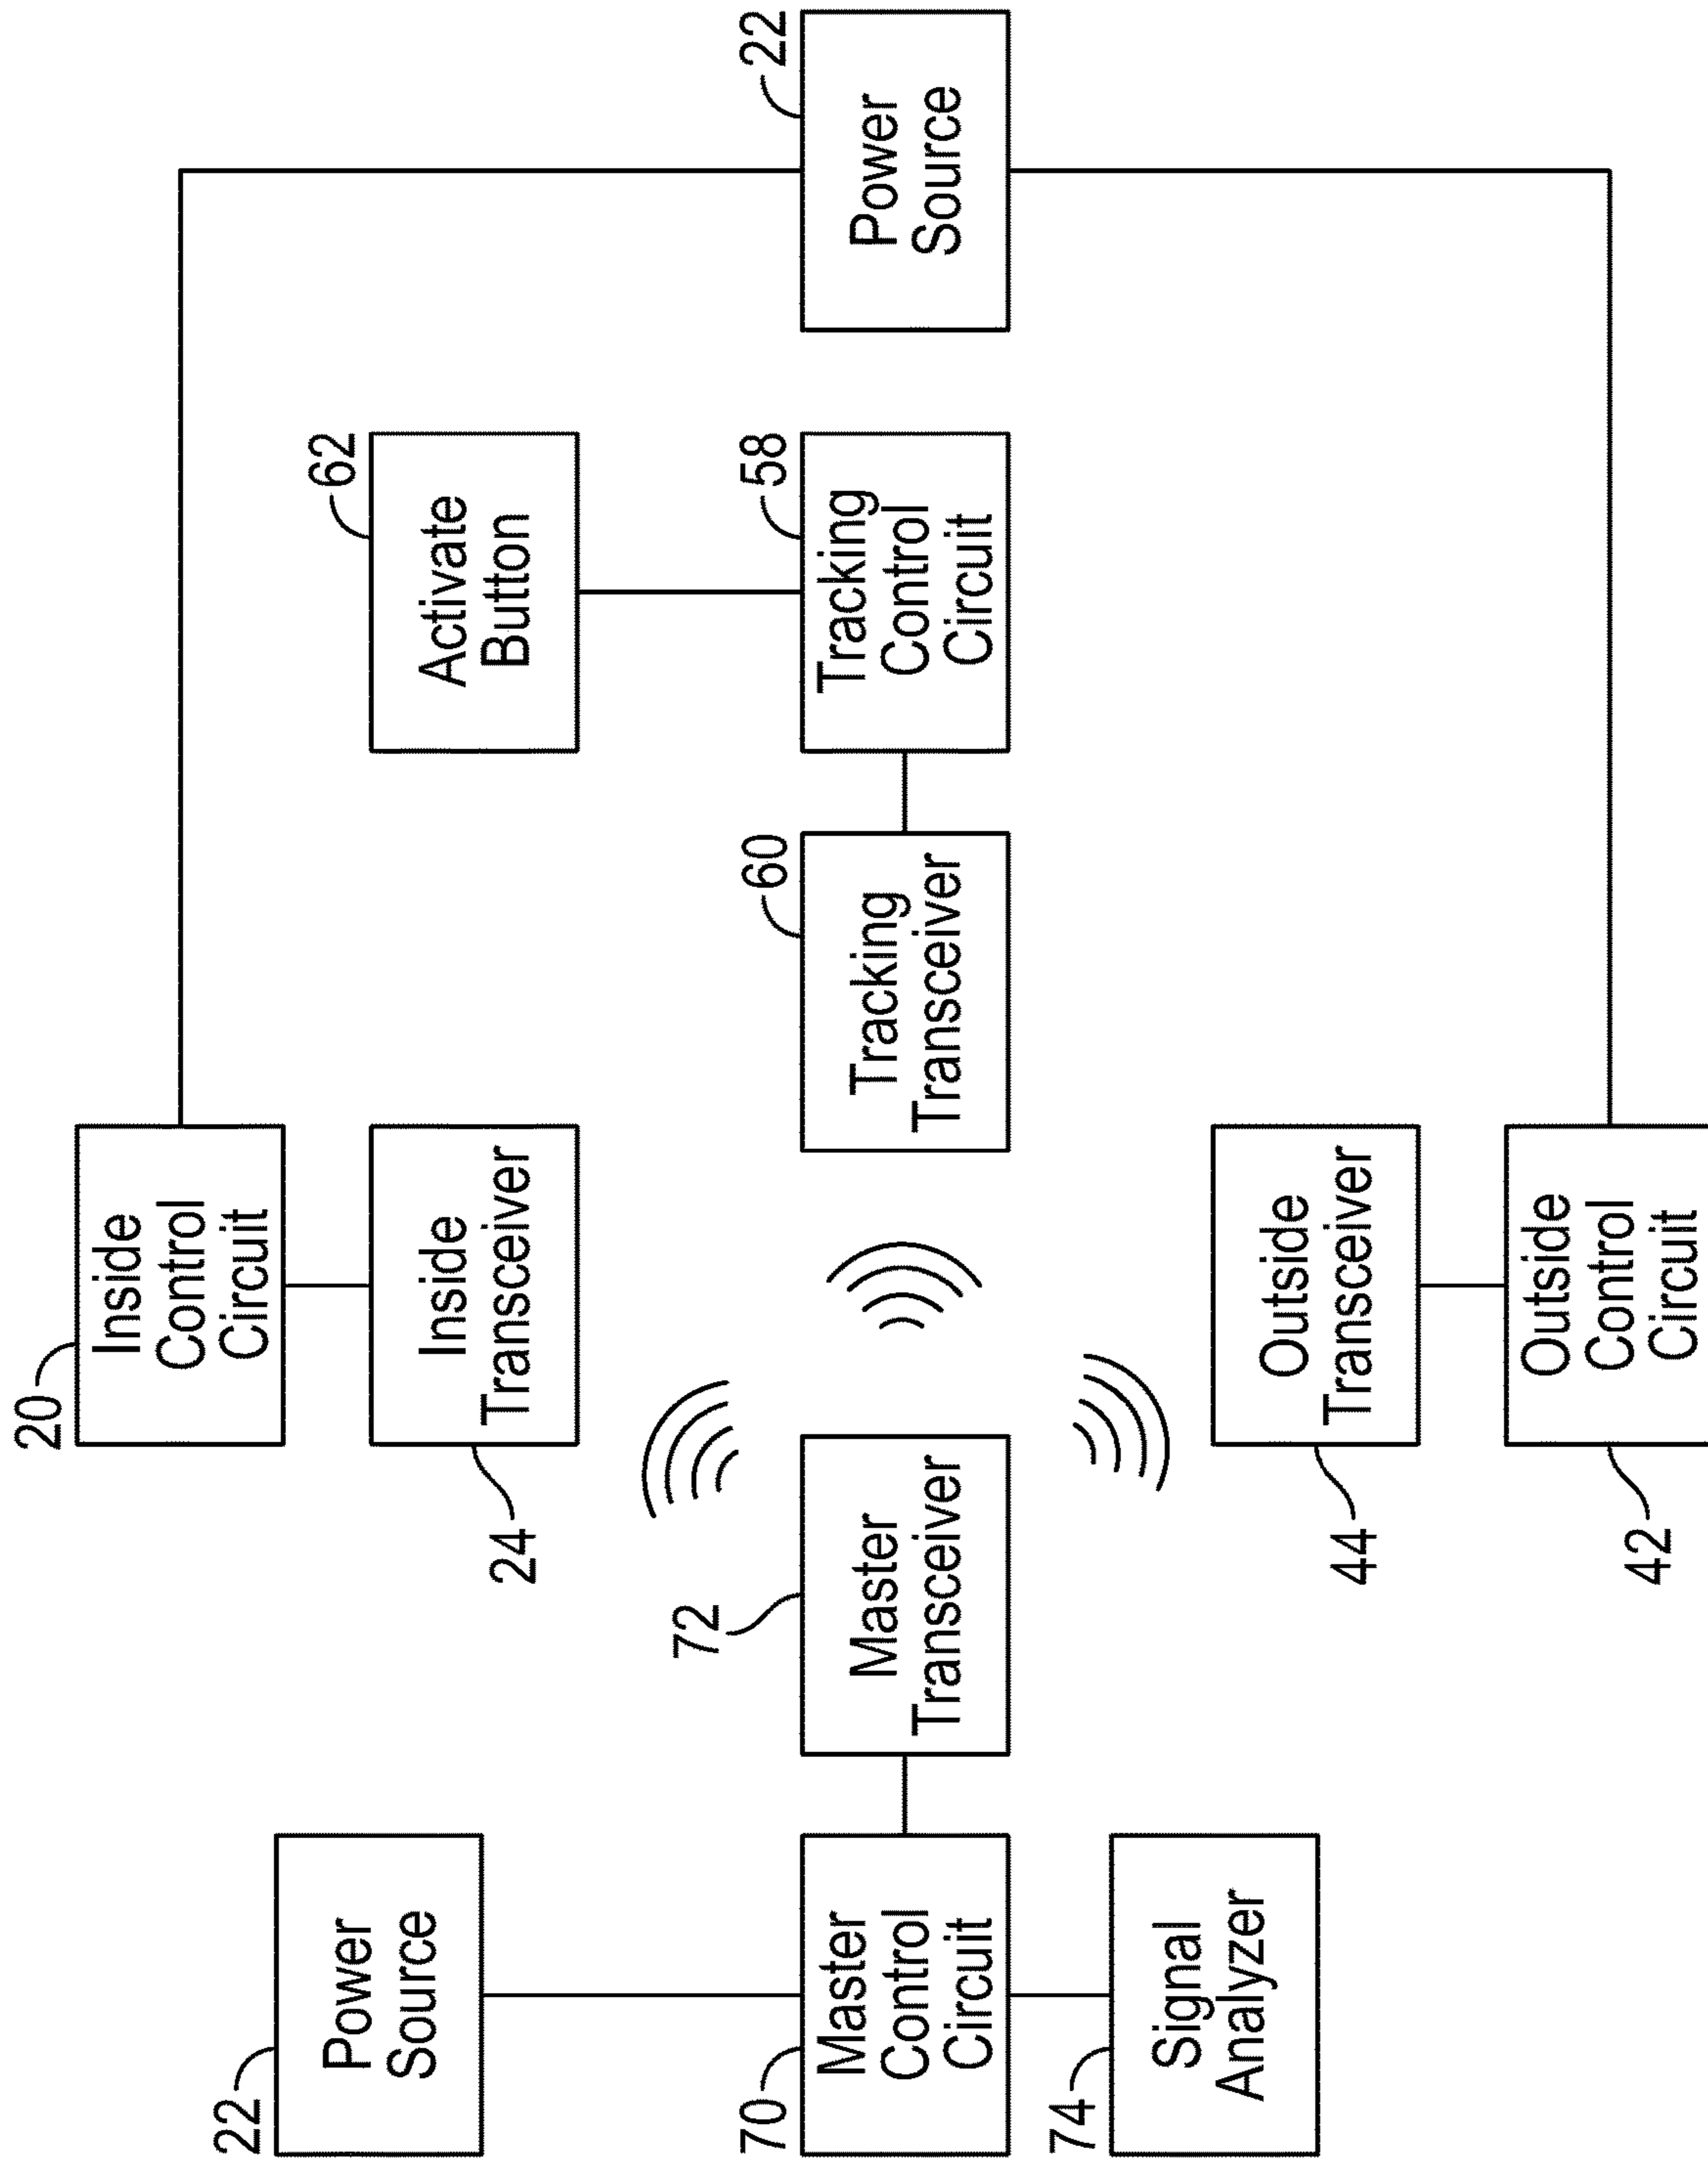 20
Inside
Control
Circuit
22
Power
Source
62
Activate
Button
Inside
Transceiver
24
72
70
Master
Control
Circuit
Master
Transceiver
60
Tracking
Transceiver
58
Tracking
Control
Circuit
22
Power
Source
74
Signal
Analyzer
Outside
Transceiver
44
Outside
Control
Circuit
42